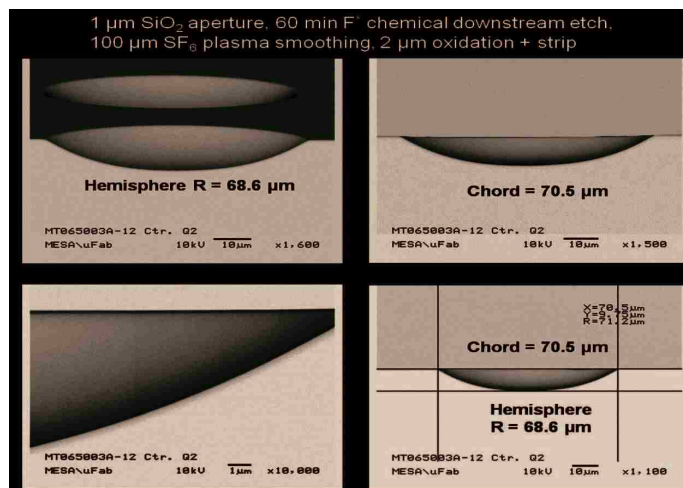 1 µm SiO₂ aperture, 60 min F* chemical downstream etch,
100 µm SF₆ plasma smoothing, 2 µm oxidation + strip
Hemisphere R = 68.6 µm
MT065003A-12 Ctr. Q2
MESA\uFab 10kV 10µm x1,600
Chord = 70.5 µm
MT065003A-12 Ctr. Q2
MESA\uFab 10kV 10µm x1,500
MT065003A-12 Ctr. Q2
MESA\uFab 10kV 1µm x10,000
X=70.5µm
R=71.2µm
Chord = 70.5 µm
Hemisphere
R = 68.6 µm
MT065003A-12 Ctr. Q2
MESA\uFab 10kV 10µm x1,100